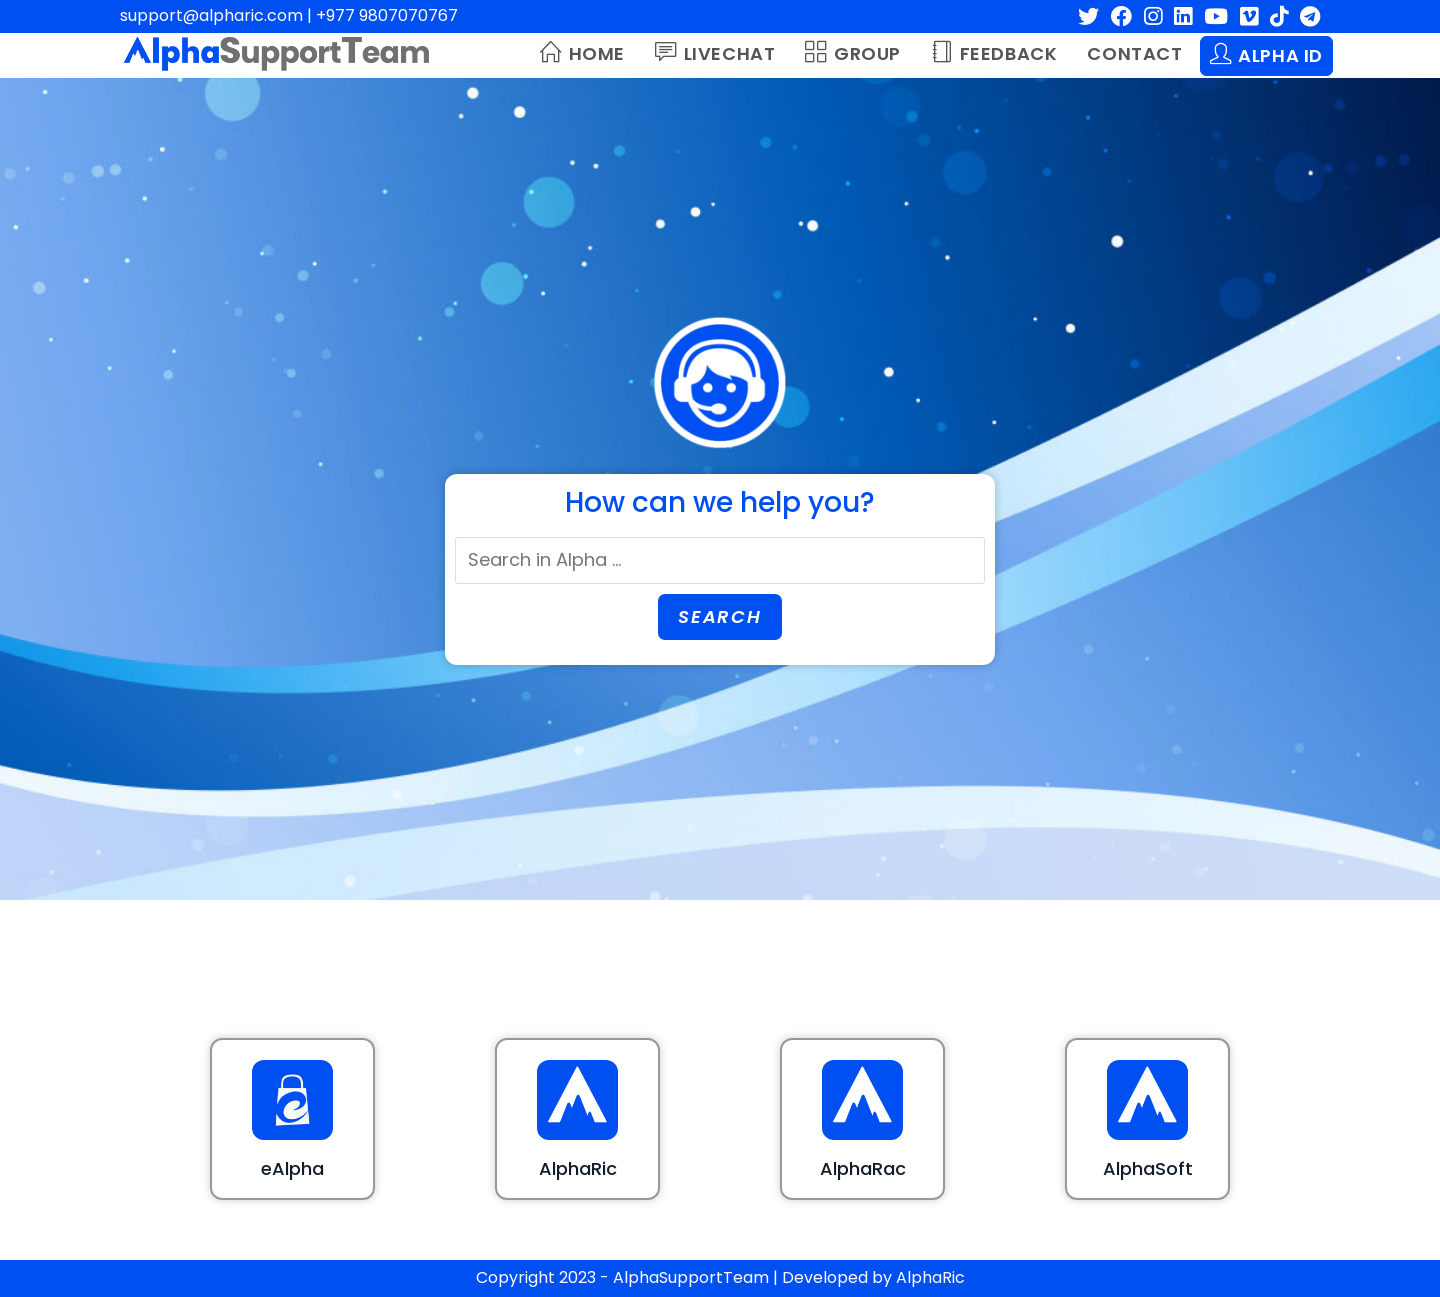 support@alpharic.com | +977 9807070767
AlphaSupportTeam
HOME LIVECHAT GROUP FEEDBACK CONTACT ALPHA ID
How can we help you?
Search in Alpha ...
SEARCH
eAlpha AlphaRic AlphaRac AlphaSoft
Copyright 2023 - AlphaSupportTeam | Developed by AlphaRic